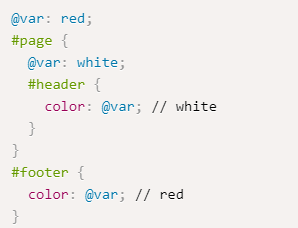 @var: red;
#page {
  @var: white;
  #header {
    color: @var; // white
  }
}
#footer {
  color: @var; // red
}